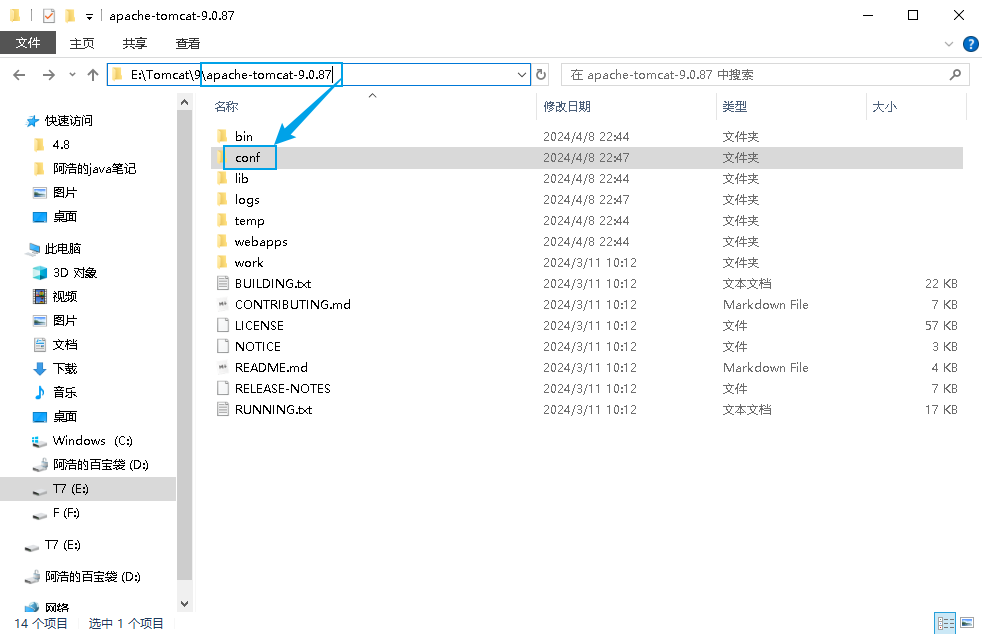 apache-tomcat-9.0.87
文件 主页 共享 查看
E:\Tomcat\9\apache-tomcat-9.0.87 在 apache-tomcat-9.0.87 中搜索
名称 修改日期 类型 大小
快速访问
4.8
阿浩的java笔记
图片
桌面
此电脑
3D 对象
视频
图片
文档
下载
音乐
桌面
Windows (C:)
阿浩的百宝袋 (D:)
T7 (E:)
F (F:)
T7 (E:)
阿浩的百宝袋 (D:)
网络
bin 2024/4/8 22:44 文件夹
conf 2024/4/8 22:47 文件夹
lib 2024/4/8 22:44 文件夹
logs 2024/4/8 22:47 文件夹
temp 2024/4/8 22:44 文件夹
webapps 2024/4/8 22:44 文件夹
work 2024/3/11 10:12 文件夹
BUILDING.txt 2024/3/11 10:12 文本文档 22 KB
CONTRIBUTING.md 2024/3/11 10:12 Markdown File 7 KB
LICENSE 2024/3/11 10:12 文件 57 KB
NOTICE 2024/3/11 10:12 文件 3 KB
README.md 2024/3/11 10:12 Markdown File 4 KB
RELEASE-NOTES 2024/3/11 10:12 文件 7 KB
RUNNING.txt 2024/3/11 10:12 文本文档 17 KB
14 个项目 选中 1 个项目